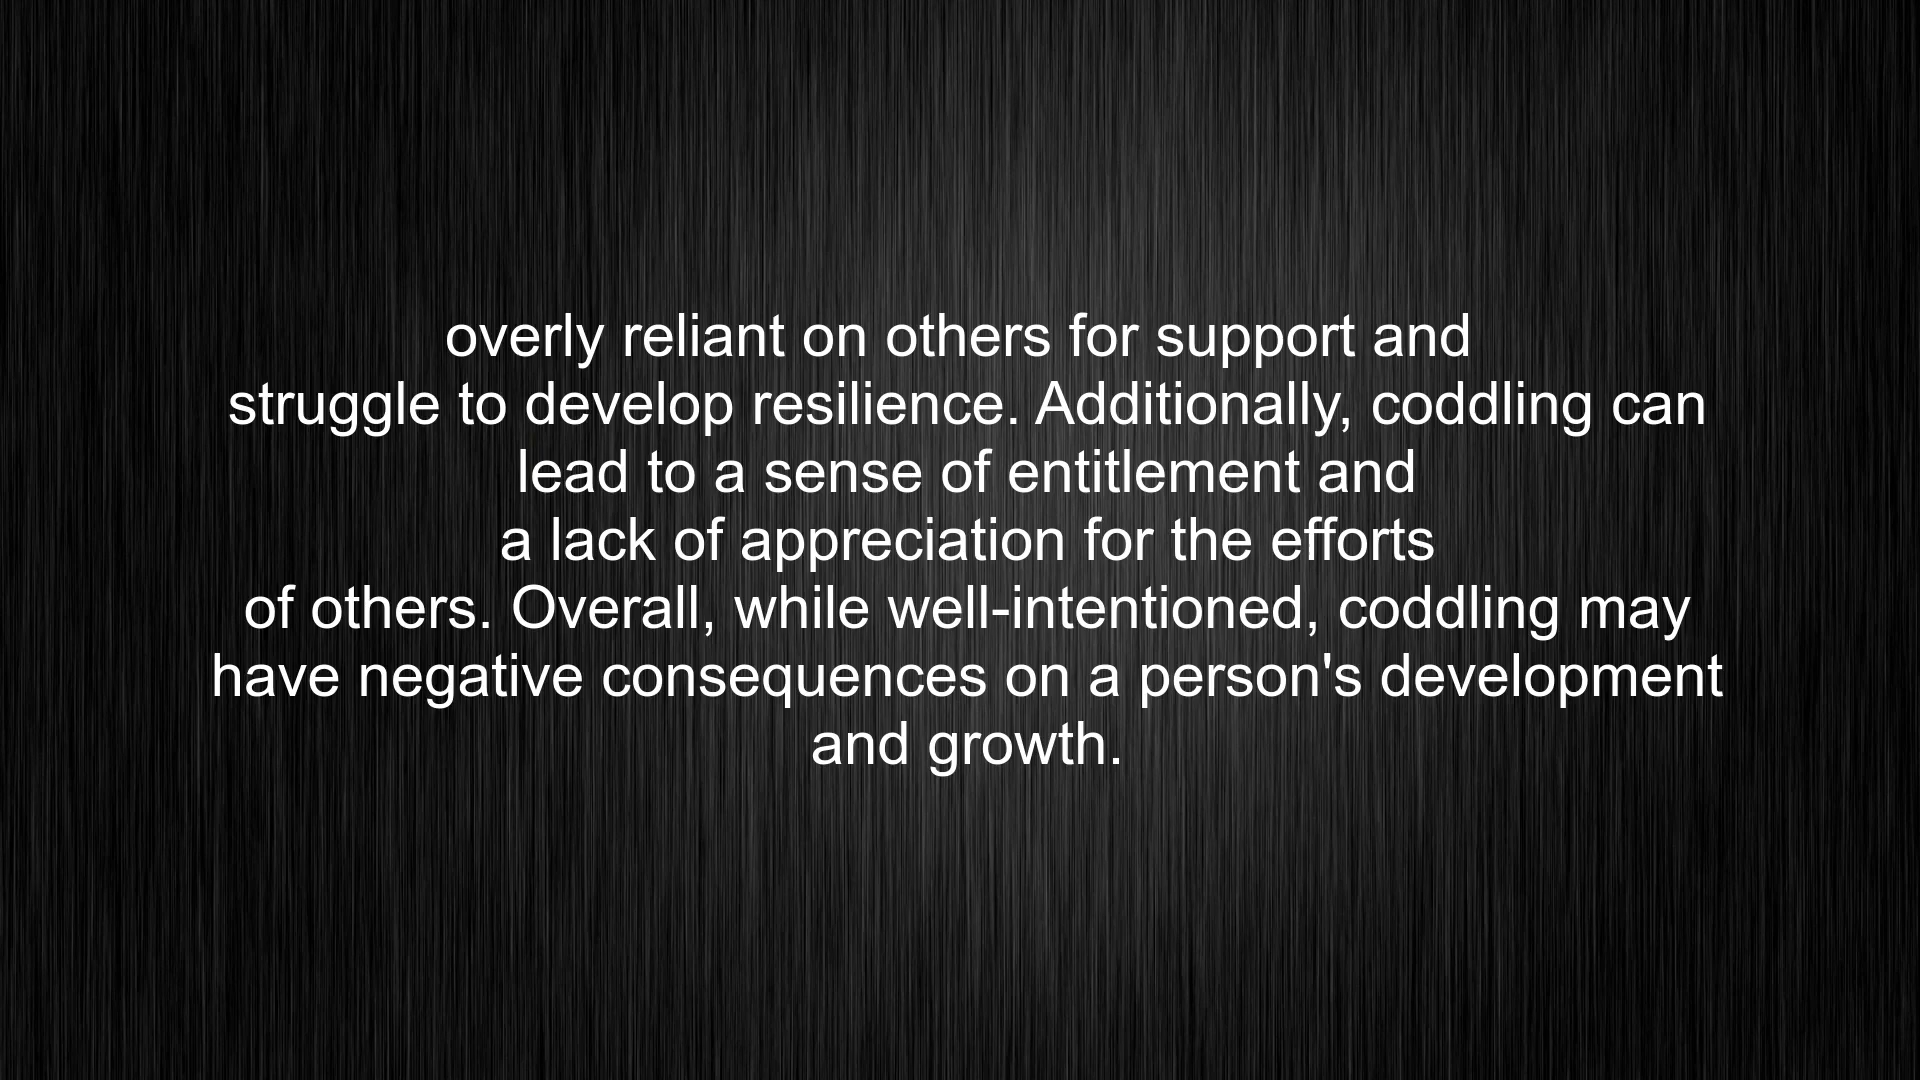 overly reliant on others for support and
struggle to develop resilience. Additionally, coddling can
lead to a sense of entitlement and
a lack of appreciation for the efforts
of others. Overall, while well-intentioned, coddling may
have negative consequences on a person's development
and growth.